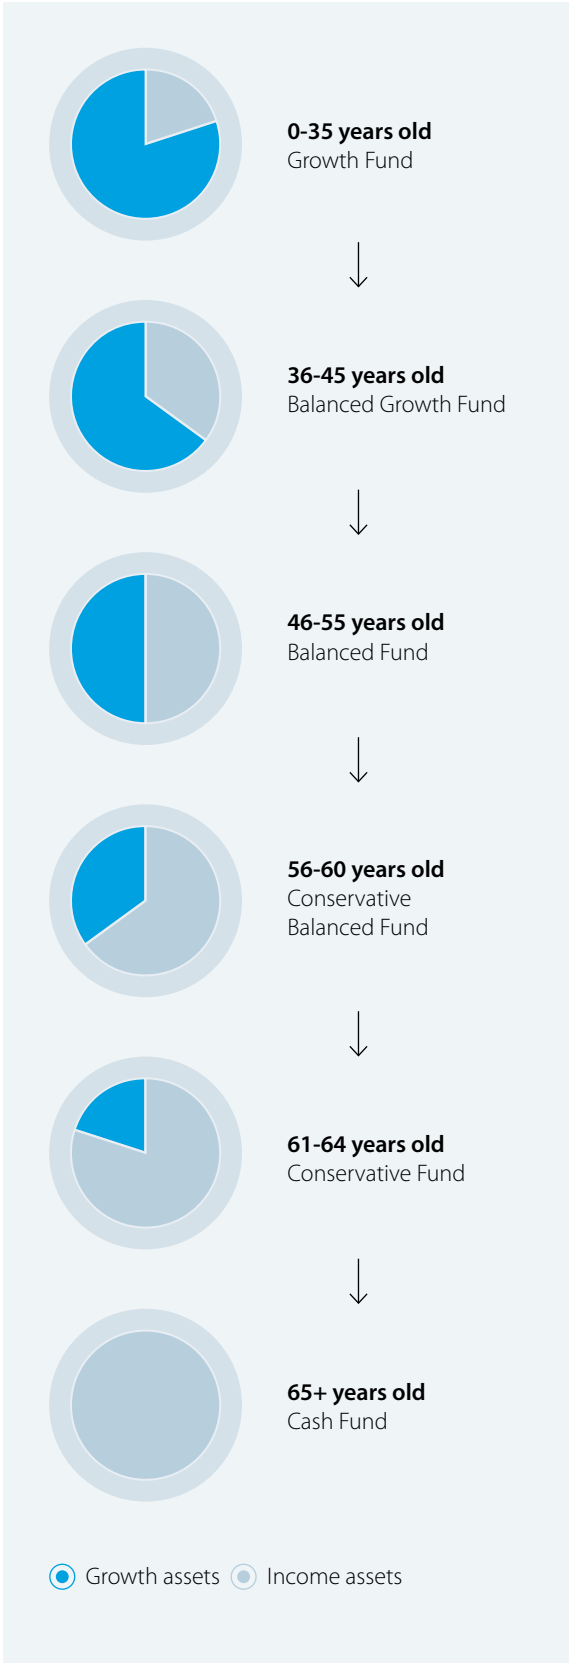 0-35 years old
Growth Fund
36-45 years old
Balanced Growth Fund
46-55 years old
Balanced Fund
56-60 years old
Conservative
Balanced Fund
61-64 years old
Conservative Fund
65+ years old
Cash Fund
Growth assets Income assets